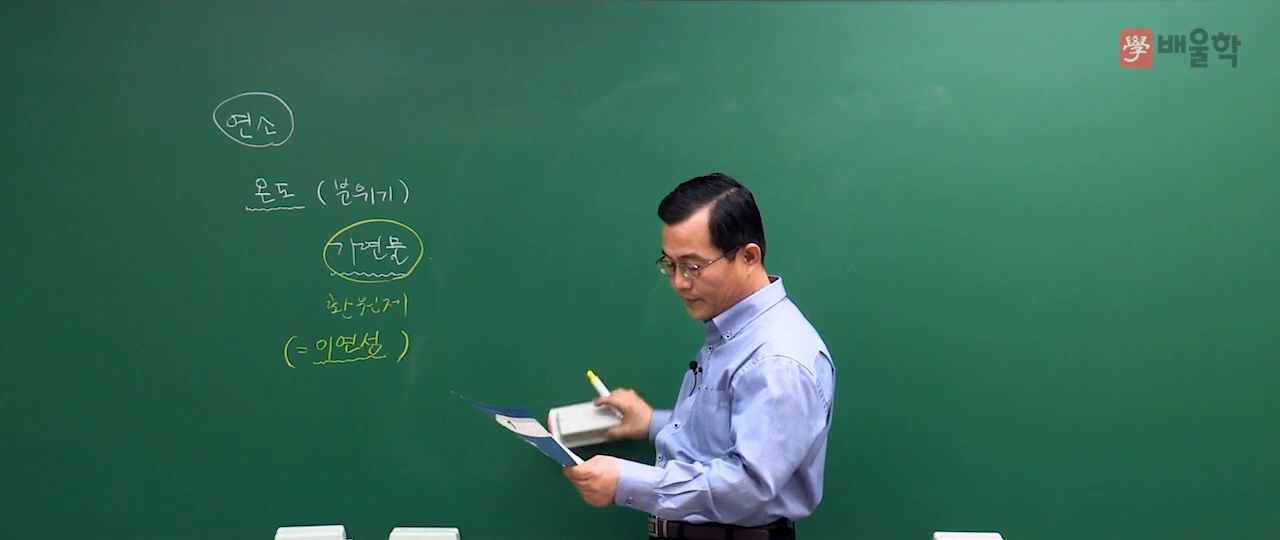 學 배울학
연소
온도 (분위기)
가연물
환원제
(= 이연성)